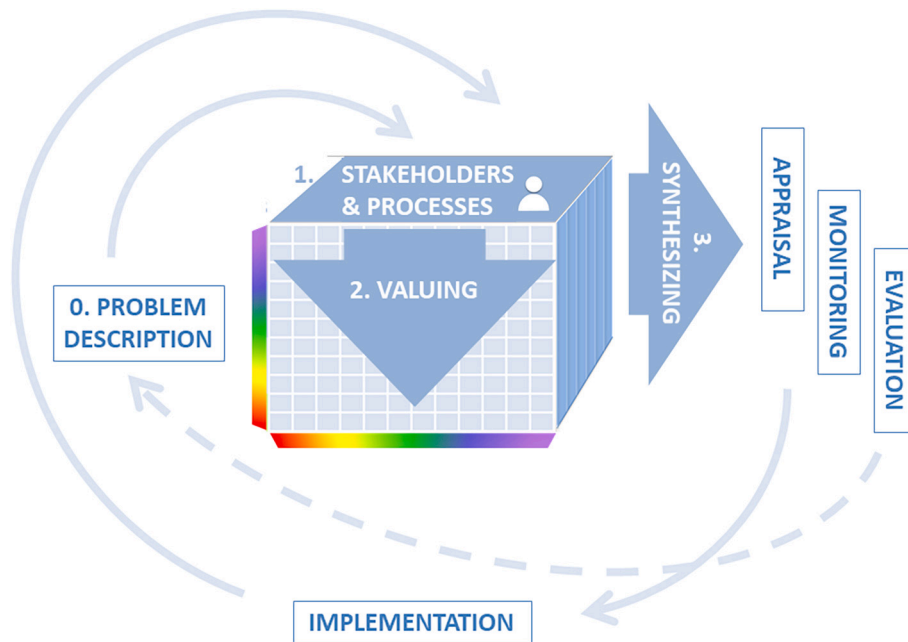 1. STAKEHOLDERS
& PROCESSES
2. VALUING
3.
SYNTHESIZING
APPRAISAL
MONITORING
EVALUATION
0. PROBLEM
DESCRIPTION
IMPLEMENTATION